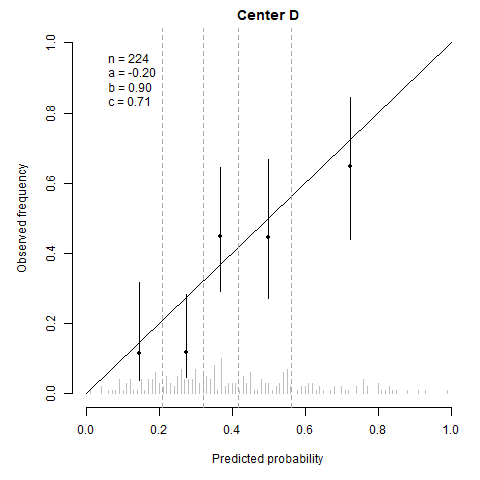 Center D
n = 224
a = -0.20
b = 0.90
c = 0.71
Observed frequency
1.0
0.8
0.6
0.4
0.2
0.0
0.0 0.2 0.4 0.6 0.8 1.0
Predicted probability